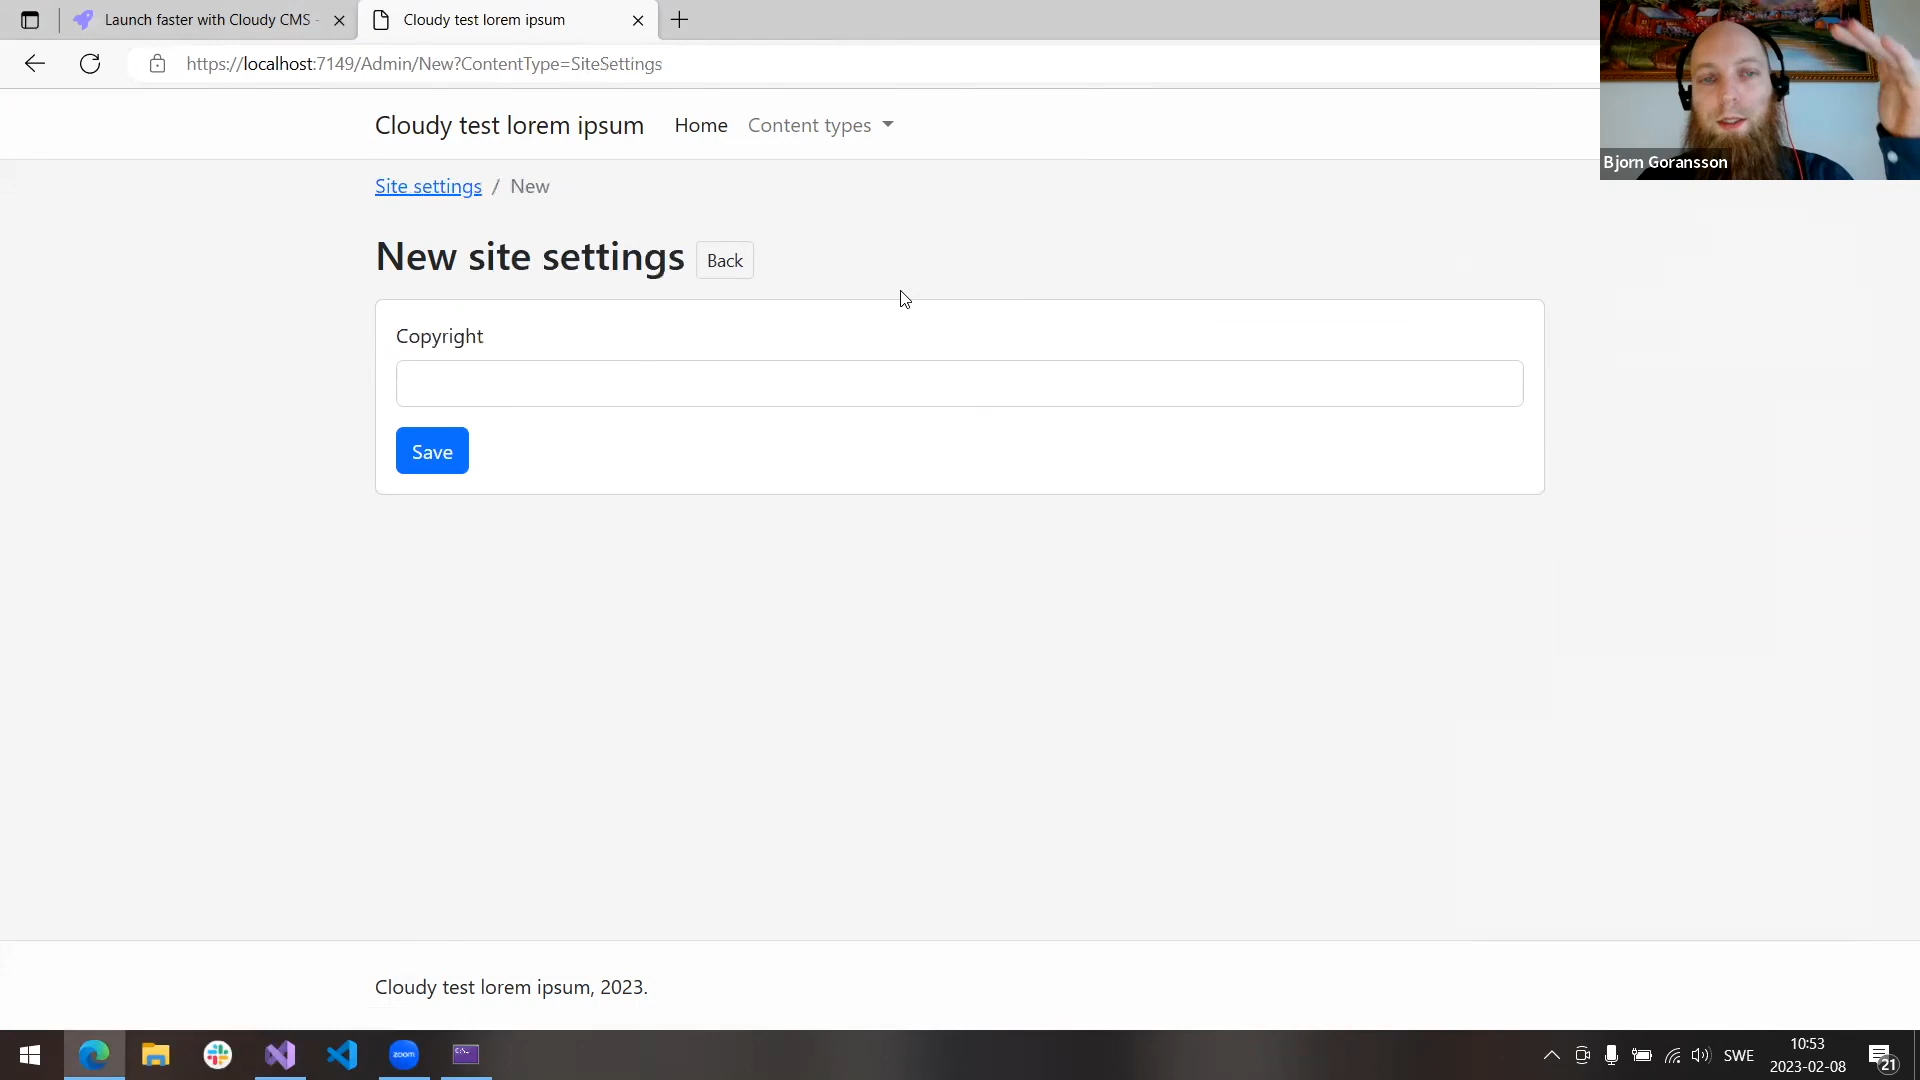 Launch faster with Cloudy CMS -
Cloudy test lorem ipsum
https://localhost:7149/Admin/New?ContentType=SiteSettings
Cloudy test lorem ipsum
Home
Content types
Bjorn Goransson
Site settings / New
New site settings
Back
Copyright
Save
Cloudy test lorem ipsum, 2023.
zoom
C:\.
SWE
10:53
2023-02-08
21